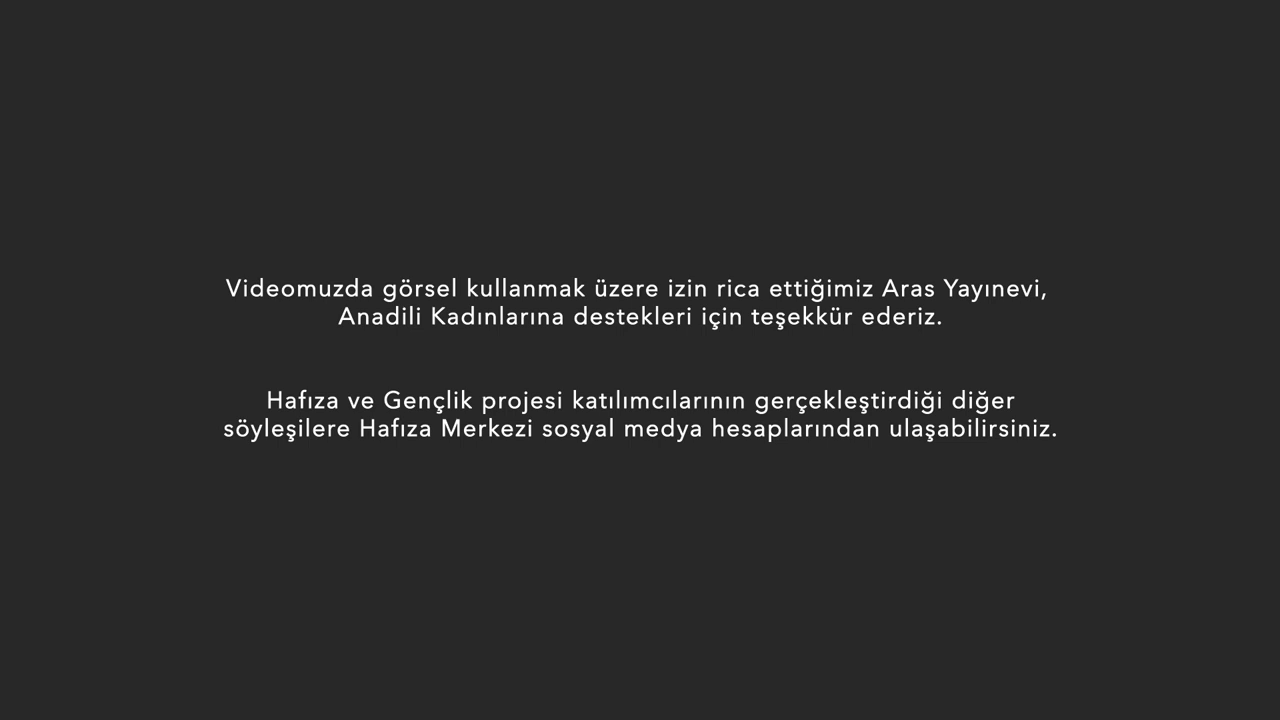 Videomuzda görsel kullanmak üzere izin rica ettiğimiz Aras Yayınevi,
Anadili Kadınlarına destekleri için teşekkür ederiz.
Hafıza ve Gençlik projesi katılımcılarının gerçekleştirdiği diğer
söyleşilere Hafıza Merkezi sosyal medya hesaplarından ulaşabilirsiniz.